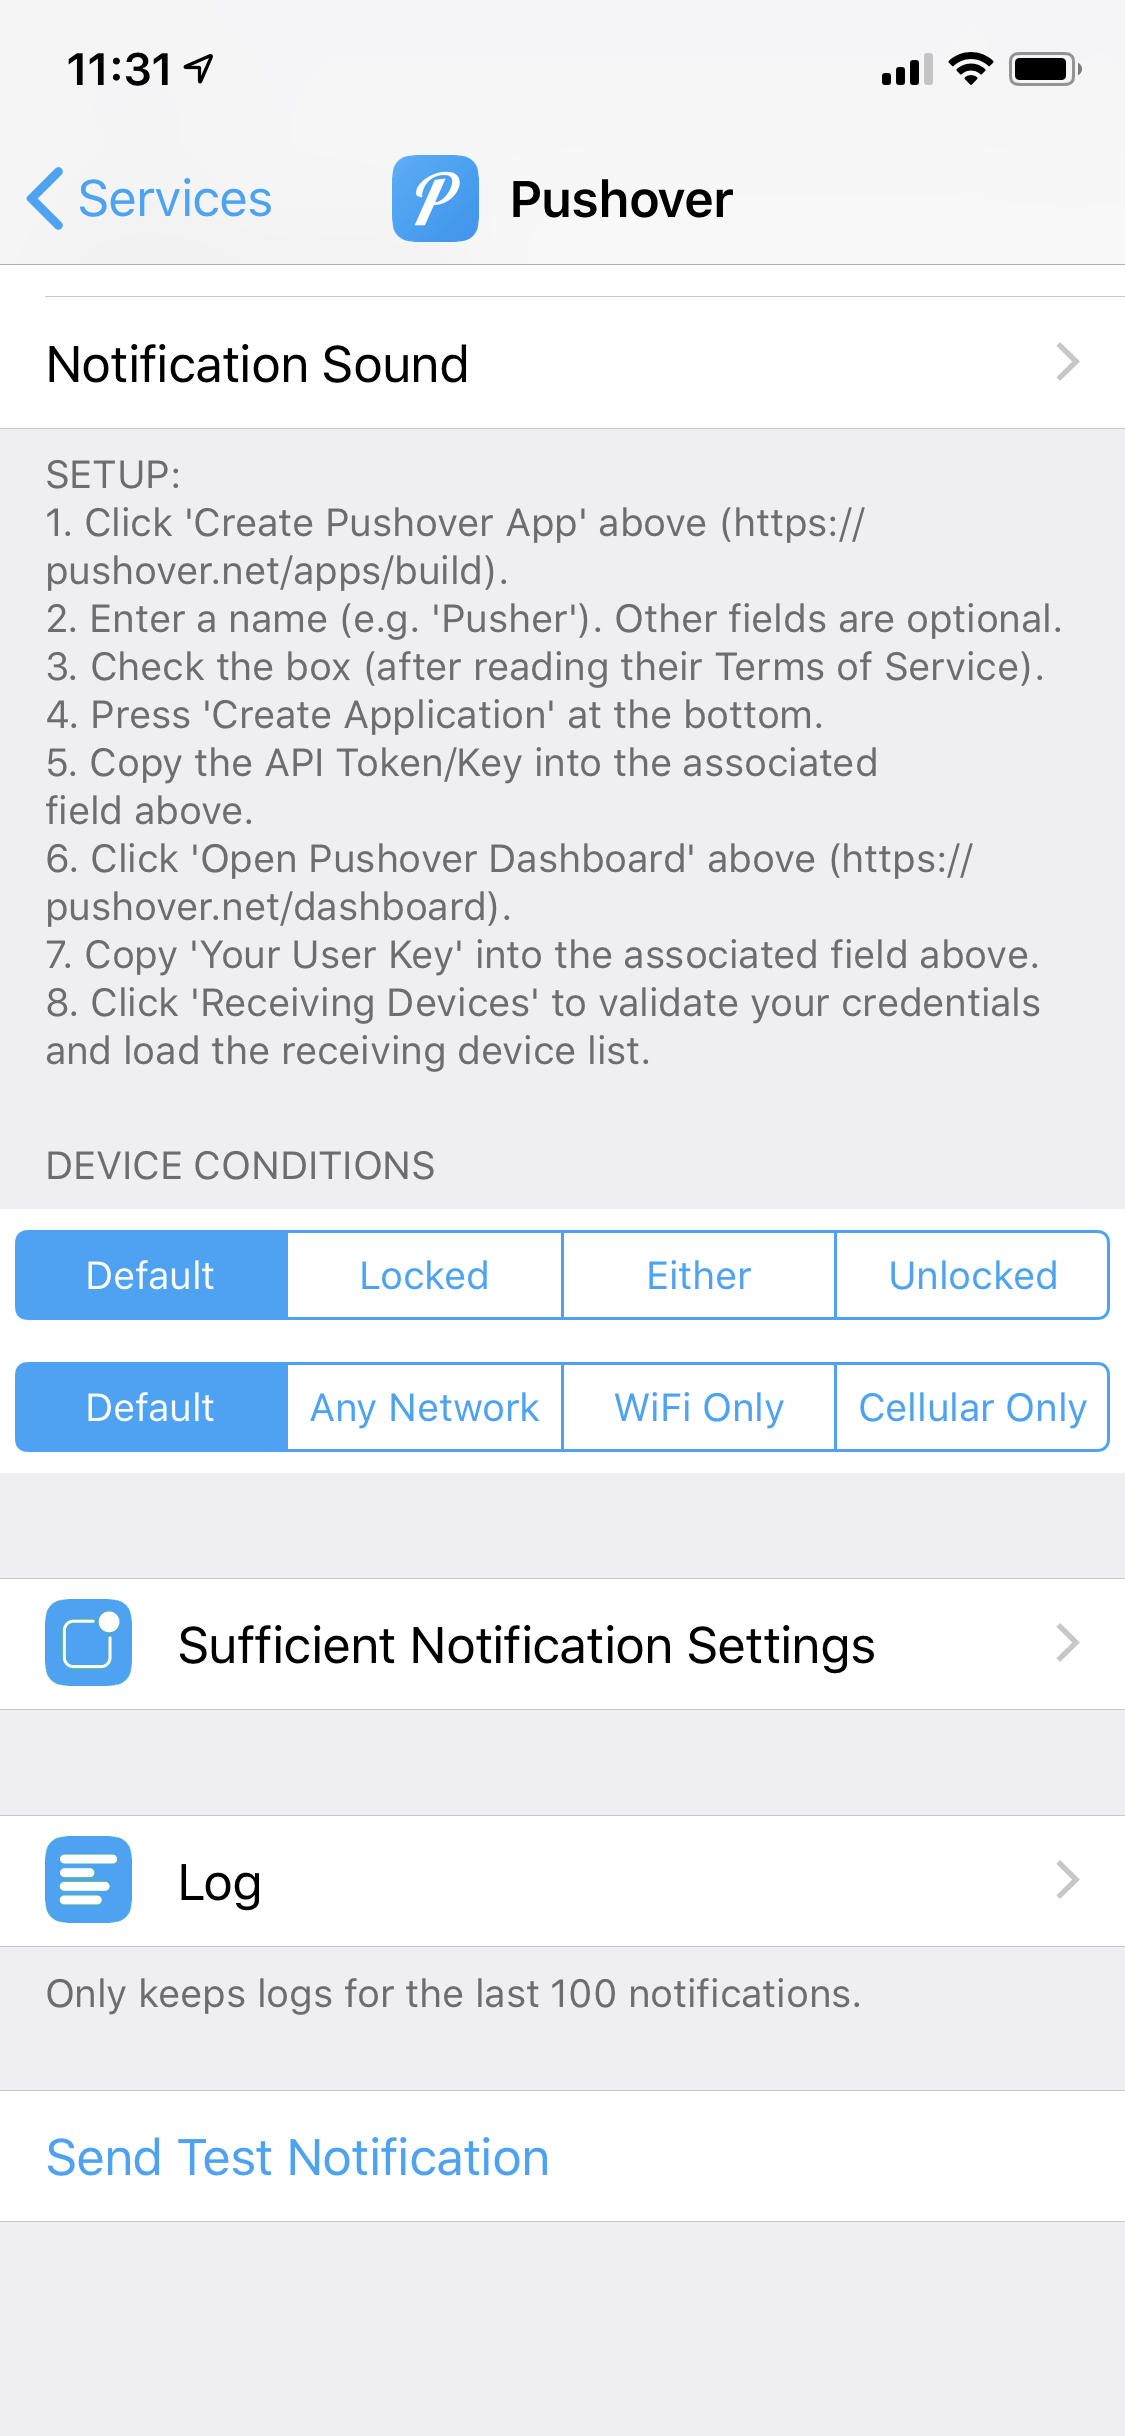 11:31
Services
Pushover
Notification Sound
SETUP:
1. Click 'Create Pushover App' above (https://
pushover.net/apps/build).
2. Enter a name (e.g. 'Pusher'). Other fields are optional.
3. Check the box (after reading their Terms of Service).
4. Press 'Create Application' at the bottom.
5. Copy the API Token/Key into the associated
field above.
6. Click 'Open Pushover Dashboard' above (https://
pushover.net/dashboard).
7. Copy 'Your User Key' into the associated field above.
8. Click 'Receiving Devices' to validate your credentials
and load the receiving device list.
DEVICE CONDITIONS
Default Locked Either Unlocked
Default Any Network WiFi Only Cellular Only
Sufficient Notification Settings
Log
Only keeps logs for the last 100 notifications.
Send Test Notification